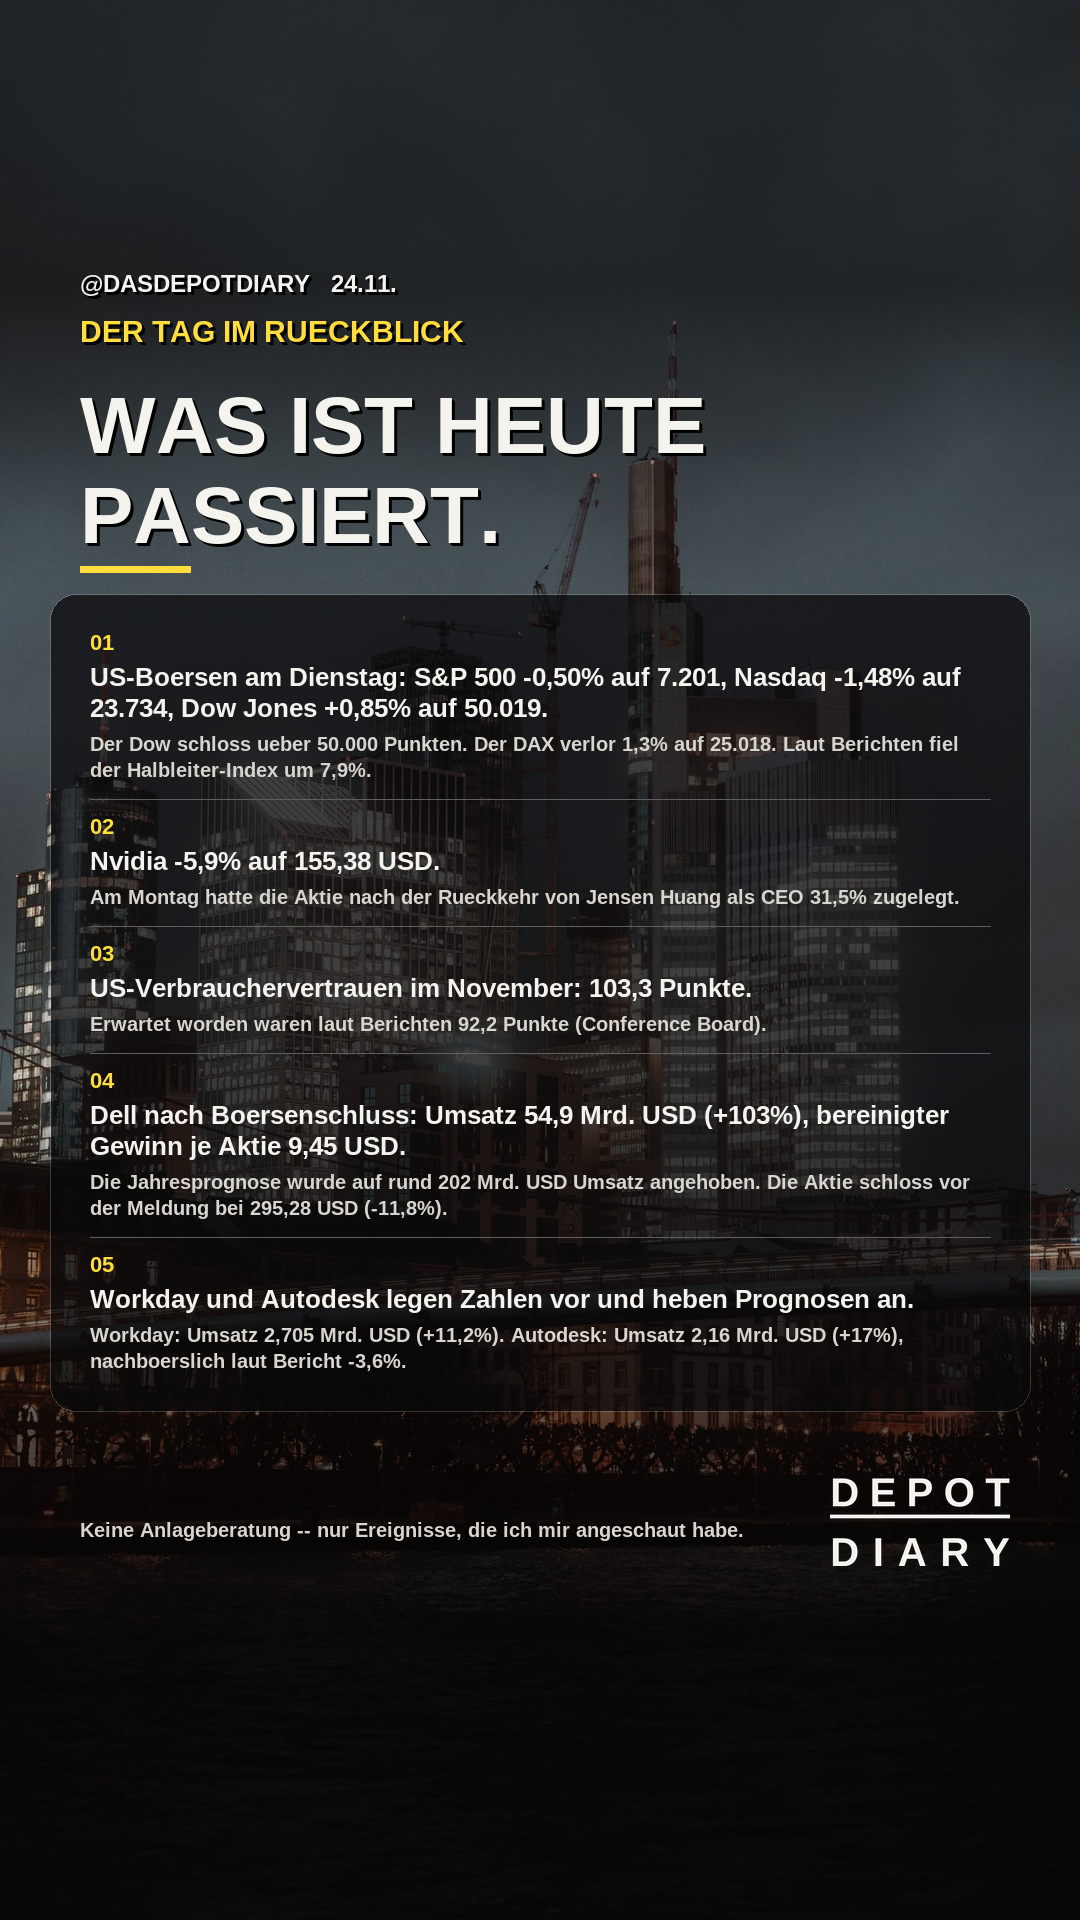 @DASDEPOTDIARY 24.11.
DER TAG IM RUECKBLICK
WAS IST HEUTE
PASSIERT.
01
US-Boersen am Dienstag: S&P 500 -0,50% auf 7.201, Nasdaq -1,48% auf
23.734, Dow Jones +0,85% auf 50.019.
Der Dow schloss ueber 50.000 Punkten. Der DAX verlor 1,3% auf 25.018. Laut Berichten fiel
der Halbleiter-Index um 7,9%.
02
Nvidia -5,9% auf 155,38 USD.
Am Montag hatte die Aktie nach der Rueckkehr von Jensen Huang als CEO 31,5% zugelegt.
03
US-Verbrauchervertrauen im November: 103,3 Punkte.
Erwartet worden waren laut Berichten 92,2 Punkte (Conference Board).
04
Dell nach Boersenschluss: Umsatz 54,9 Mrd. USD (+103%), bereinigter
Gewinn je Aktie 9,45 USD.
Die Jahresprognose wurde auf rund 202 Mrd. USD Umsatz angehoben. Die Aktie schloss vor
der Meldung bei 295,28 USD (-11,8%).
05
Workday und Autodesk legen Zahlen vor und heben Prognosen an.
Workday: Umsatz 2,705 Mrd. USD (+11,2%). Autodesk: Umsatz 2,16 Mrd. USD (+17%),
nachboerslich laut Bericht -3,6%.
Keine Anlageberatung -- nur Ereignisse, die ich mir angeschaut habe.
DEPOT
DIARY